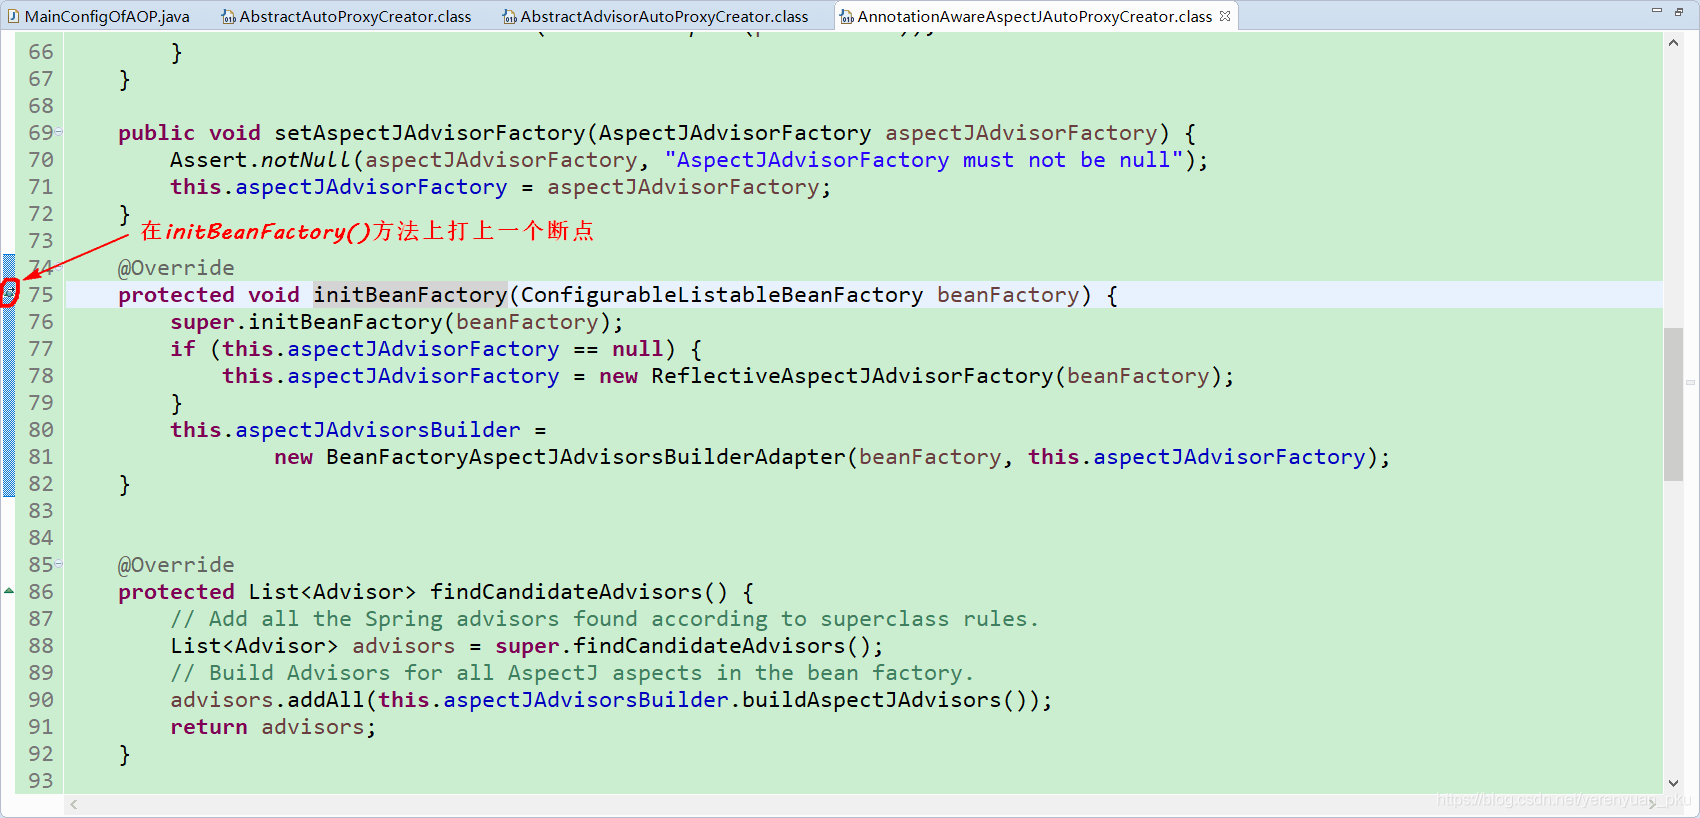 MainConfigOfAOP.java AbstractAutoProxyCreator.class AbstractAdvisorAutoProxyCreator.class AnnotationAwareAspectJAutoProxyCreator.class
66 }
67 }
68
69 public void setAspectJAdvisorFactory(AspectJAdvisorFactory aspectJAdvisorFactory) {
70 Assert.notNull(aspectJAdvisorFactory, "AspectJAdvisorFactory must not be null");
71 this.aspectJAdvisorFactory = aspectJAdvisorFactory;
72 }
在initBeanFactory()方法上打上一个断点
73
74 @Override
75 protected void initBeanFactory(ConfigurableListableBeanFactory beanFactory) {
76 super.initBeanFactory(beanFactory);
77 if (this.aspectJAdvisorFactory == null) {
78 this.aspectJAdvisorFactory = new ReflectiveAspectJAdvisorFactory(beanFactory);
79 }
80 this.aspectJAdvisorsBuilder =
81 new BeanFactoryAspectJAdvisorsBuilderAdapter(beanFactory, this.aspectJAdvisorFactory);
82 }
83
84
85 @Override
86 protected List<Advisor> findCandidateAdvisors() {
87 // Add all the Spring advisors found according to superclass rules.
88 List<Advisor> advisors = super.findCandidateAdvisors();
89 // Build Advisors for all AspectJ aspects in the bean factory.
90 advisors.addAll(this.aspectJAdvisorsBuilder.buildAspectJAdvisors());
91 return advisors;
92 }
93
https://blog.csdn.net/yerenyuan_pku